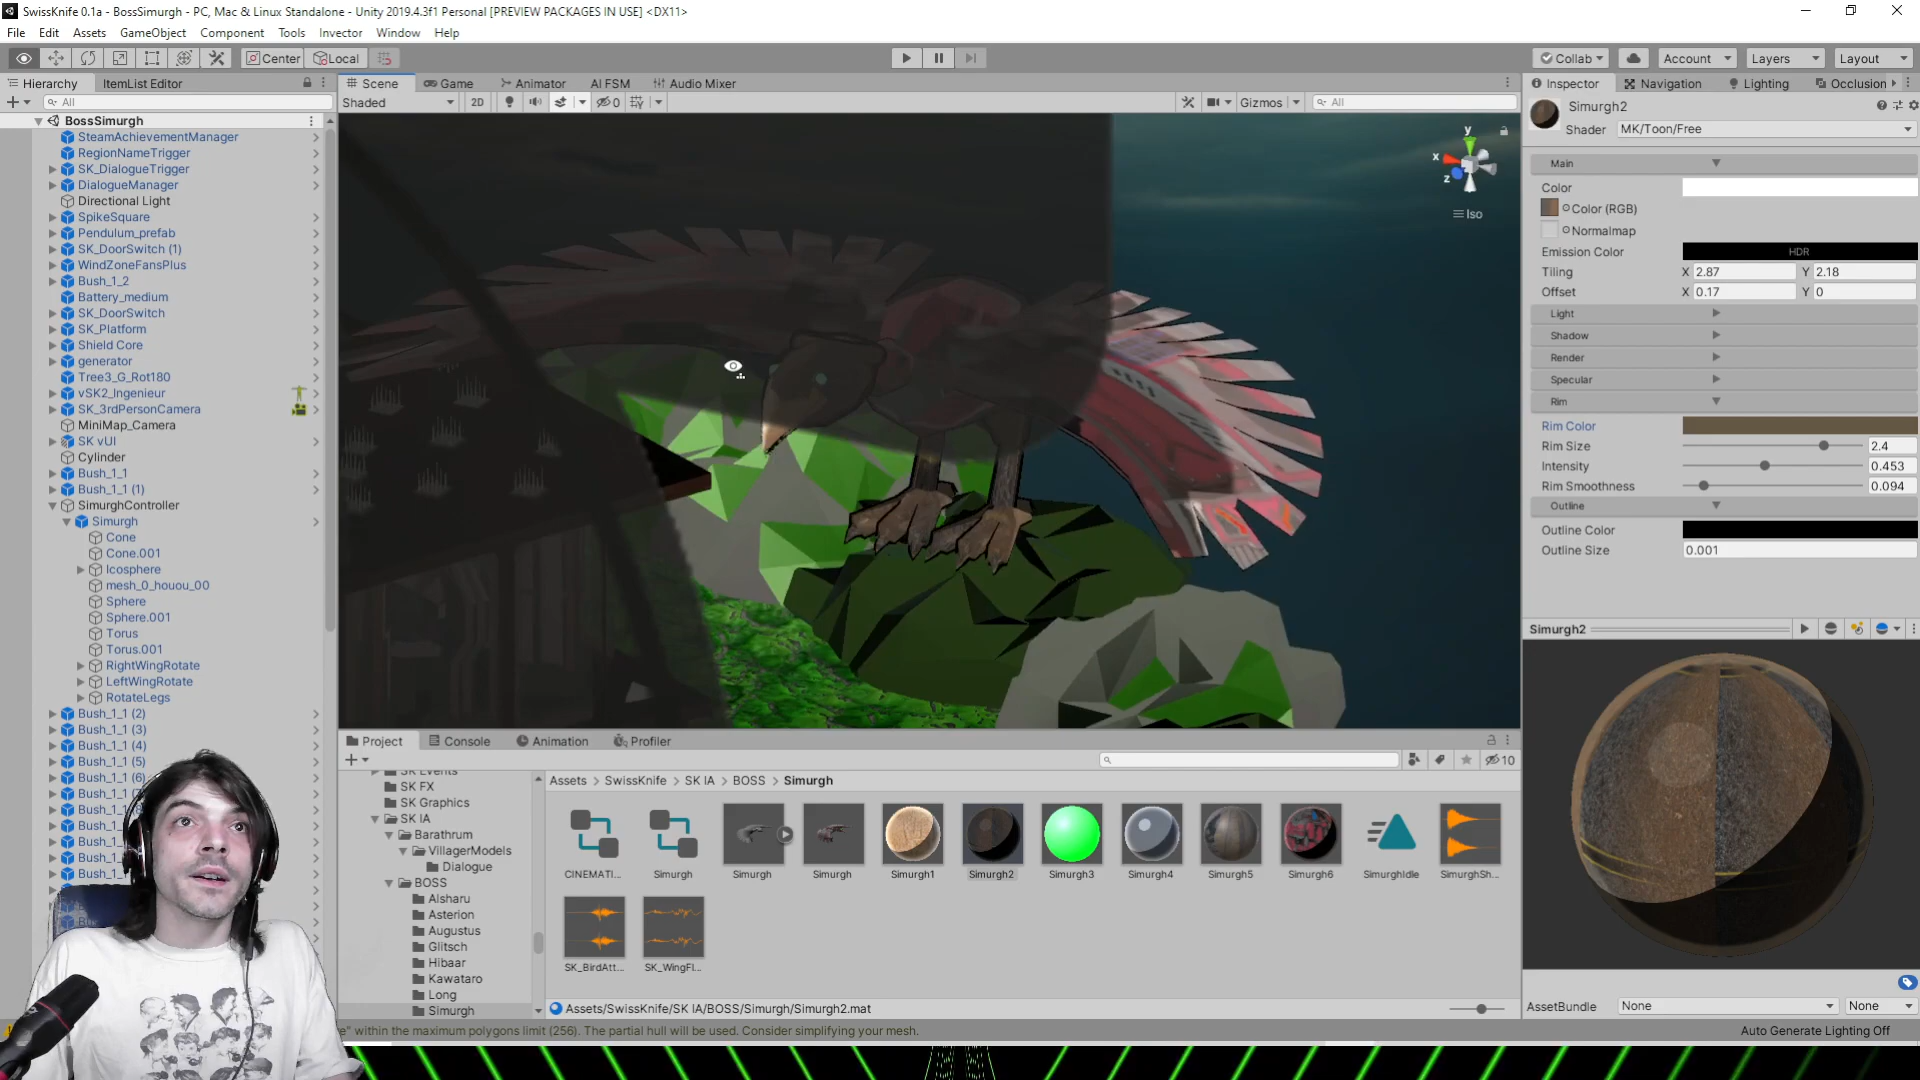 SwissKnife 0.1a - BossSimurgh - PC, Mac & Linux Standalone - Unity 2019.4.3f1 Personal [PREVIEW PACKAGES IN USE] <DX11>
File Edit Assets GameObject Component Tools Invector Window Help
Center Local Collab Account Layers Layout
Hierarchy ItemList Editor
All
BossSimurgh
SteamAchievementManager
RegionNameTrigger
SK_DialogueTrigger
DialogueManager
Directional Light
SpikeSquare
Pendulum_prefab
SK_DoorSwitch (1)
WindZoneFansPlus
Bush_1_2
Battery_medium
SK_DoorSwitch
SK_Platform
Shield Core
generator
Tree3_G_Rot180
vSK2_Ingenieur
SK_3rdPersonCamera
MiniMap_Camera
SK vUI
Cylinder
Bush_1_1
Bush_1_1 (1)
SimurghController
Simurgh
Cone
Cone.001
Icosphere
mesh_0_houou_00
Sphere
Sphere.001
Torus
Torus.001
RightWingRotate
LeftWingRotate
RotateLegs
Bush_1_1 (2)
Bush_1_1 (3)
Bush_1_1 (4)
Bush_1_1 (5)
Bush_1_1 (6)
Scene Game Animator AI FSM Audio Mixer
Shaded 2D 0 Gizmos All
y
x
z
Iso
Project Console Animation Profiler
10
SK Events
SK FX
SK Graphics
SK IA
Barathrum
VillagerModels
Dialogue
BOSS
Alsharu
Asterion
Augustus
Glitsch
Hibaar
Kawataro
Long
Simurgh
Assets > SwissKnife > SK IA > BOSS > Simurgh
CINEMATI... Simurgh Simurgh Simurgh Simurgh1 Simurgh2 Simurgh3 Simurgh4 Simurgh5 Simurgh6 SimurghIdle SimurghSh...
SK_BirdAtt... SK_WingFl...
Assets/SwissKnife/SK IA/BOSS/Simurgh/Simurgh2.mat
Inspector Navigation Lighting Occlusion
Simurgh2
Shader MK/Toon/Free
Main
Color
Color (RGB)
Normalmap
Emission Color HDR
Tiling X 2.87 Y 2.18
Offset X 0.17 Y 0
Light
Shadow
Render
Specular
Rim
Rim Color
Rim Size 2.4
Intensity 0.453
Rim Smoothness 0.094
Outline
Outline Color
Outline Size 0.001
Simurgh2
AssetBundle None None
e" within the maximum polygons limit (256). The partial hull will be used. Consider simplifying your mesh.
Auto Generate Lighting Off